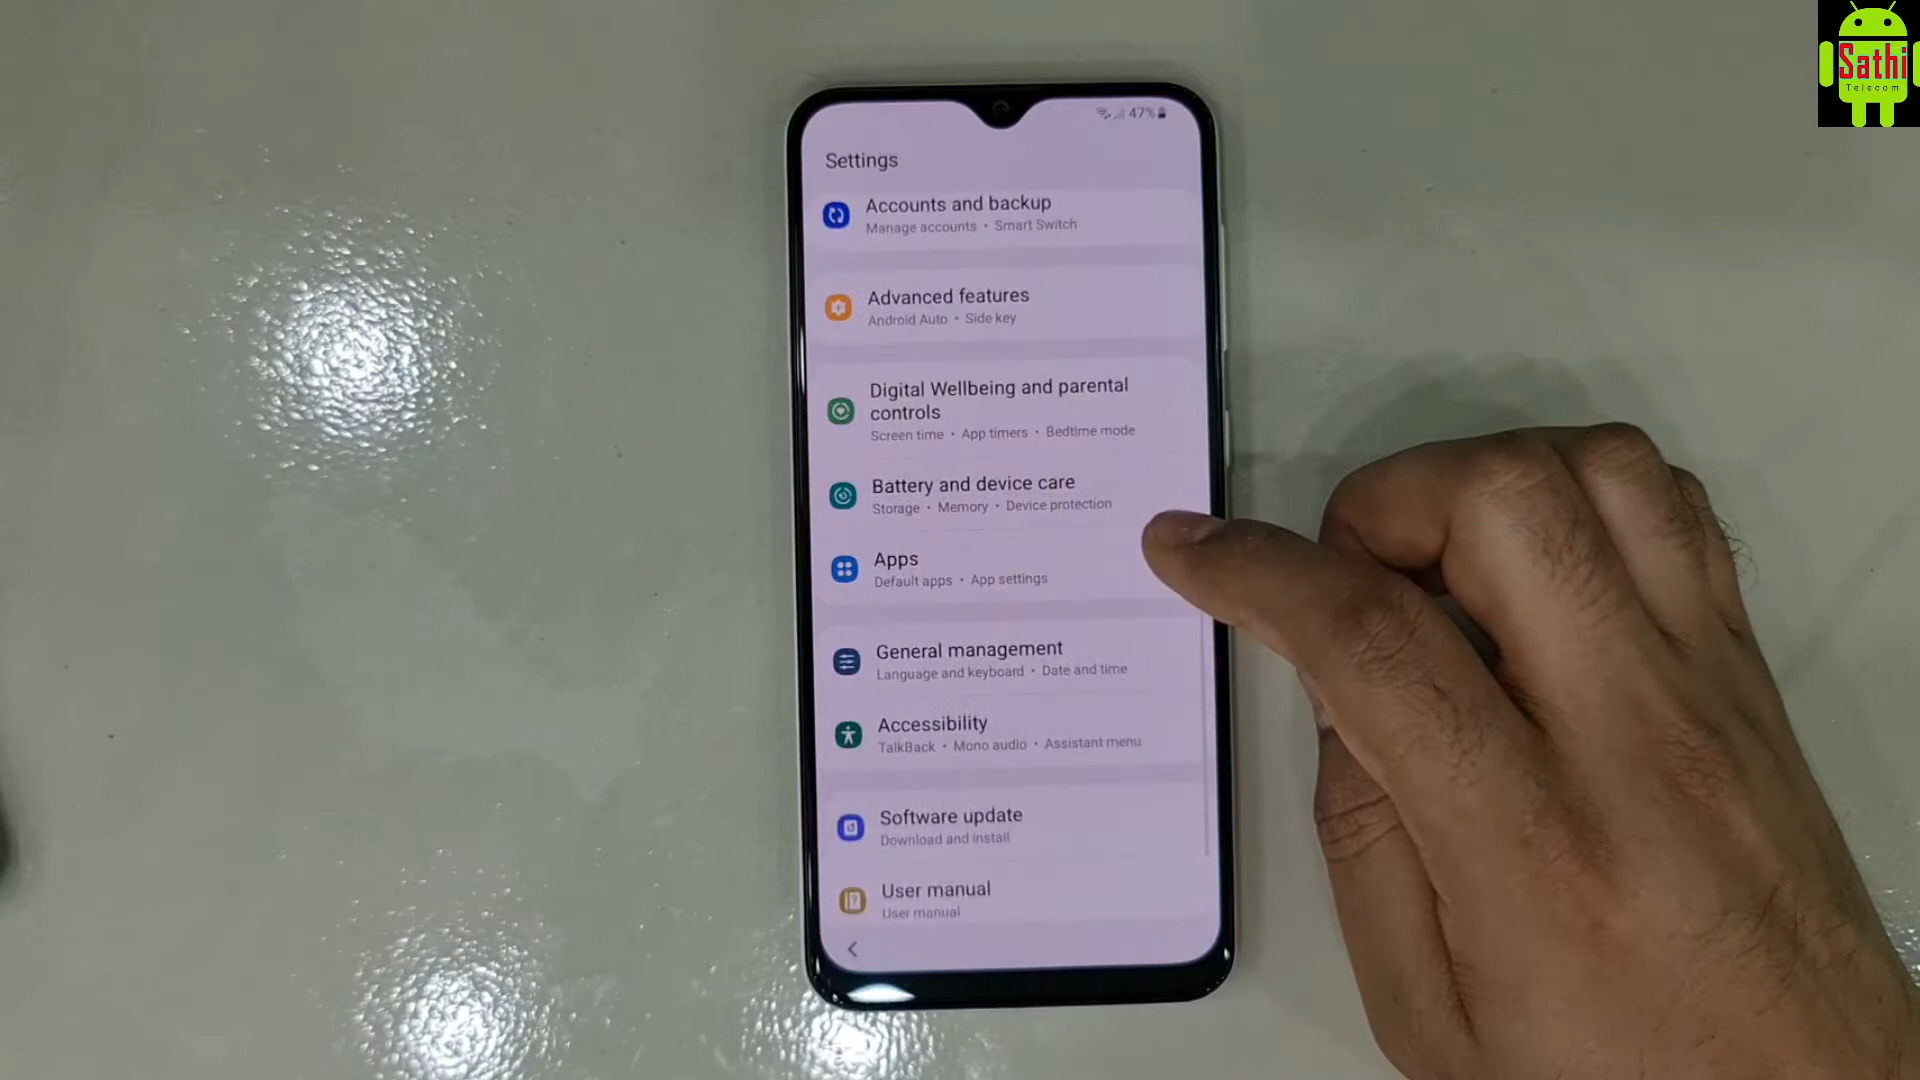 Sathi
Telecom
47%
Settings
Accounts and backup
Manage accounts • Smart Switch
Advanced features
Android Auto • Side key
Digital Wellbeing and parental
controls
Screen time • App timers • Bedtime mode
Battery and device care
Storage • Memory • Device protection
Apps
Default apps • App settings
General management
Language and keyboard • Date and time
Accessibility
TalkBack • Mono audio • Assistant menu
Software update
Download and install
User manual
User manual